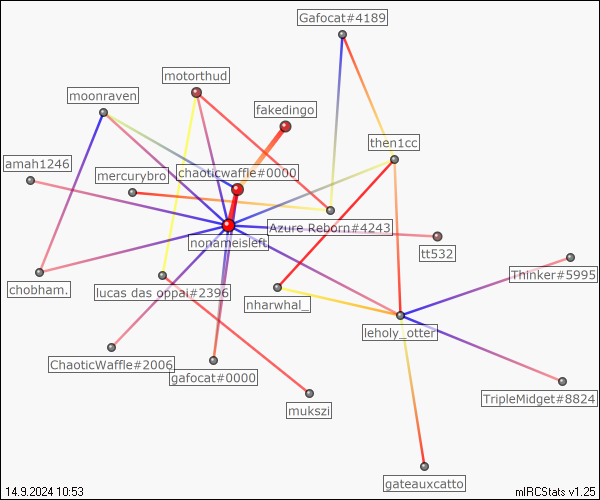 Gafocat#4189
motorthud
moonraven
fakedingo
then1cc
amah1246
mercurybro
chaoticwaffle#0000
Azure Reborn#4243
nonameisleft
tt532
Thinker#5995
chobham.
lucas das oppai#2396
nharwhal_
leholy_otter
ChaoticWaffle#2006
gafocat#0000
TripleMidget#8824
mukszi
gateauxcatto
14.9.2024 10:53
mIRCStats v1.25